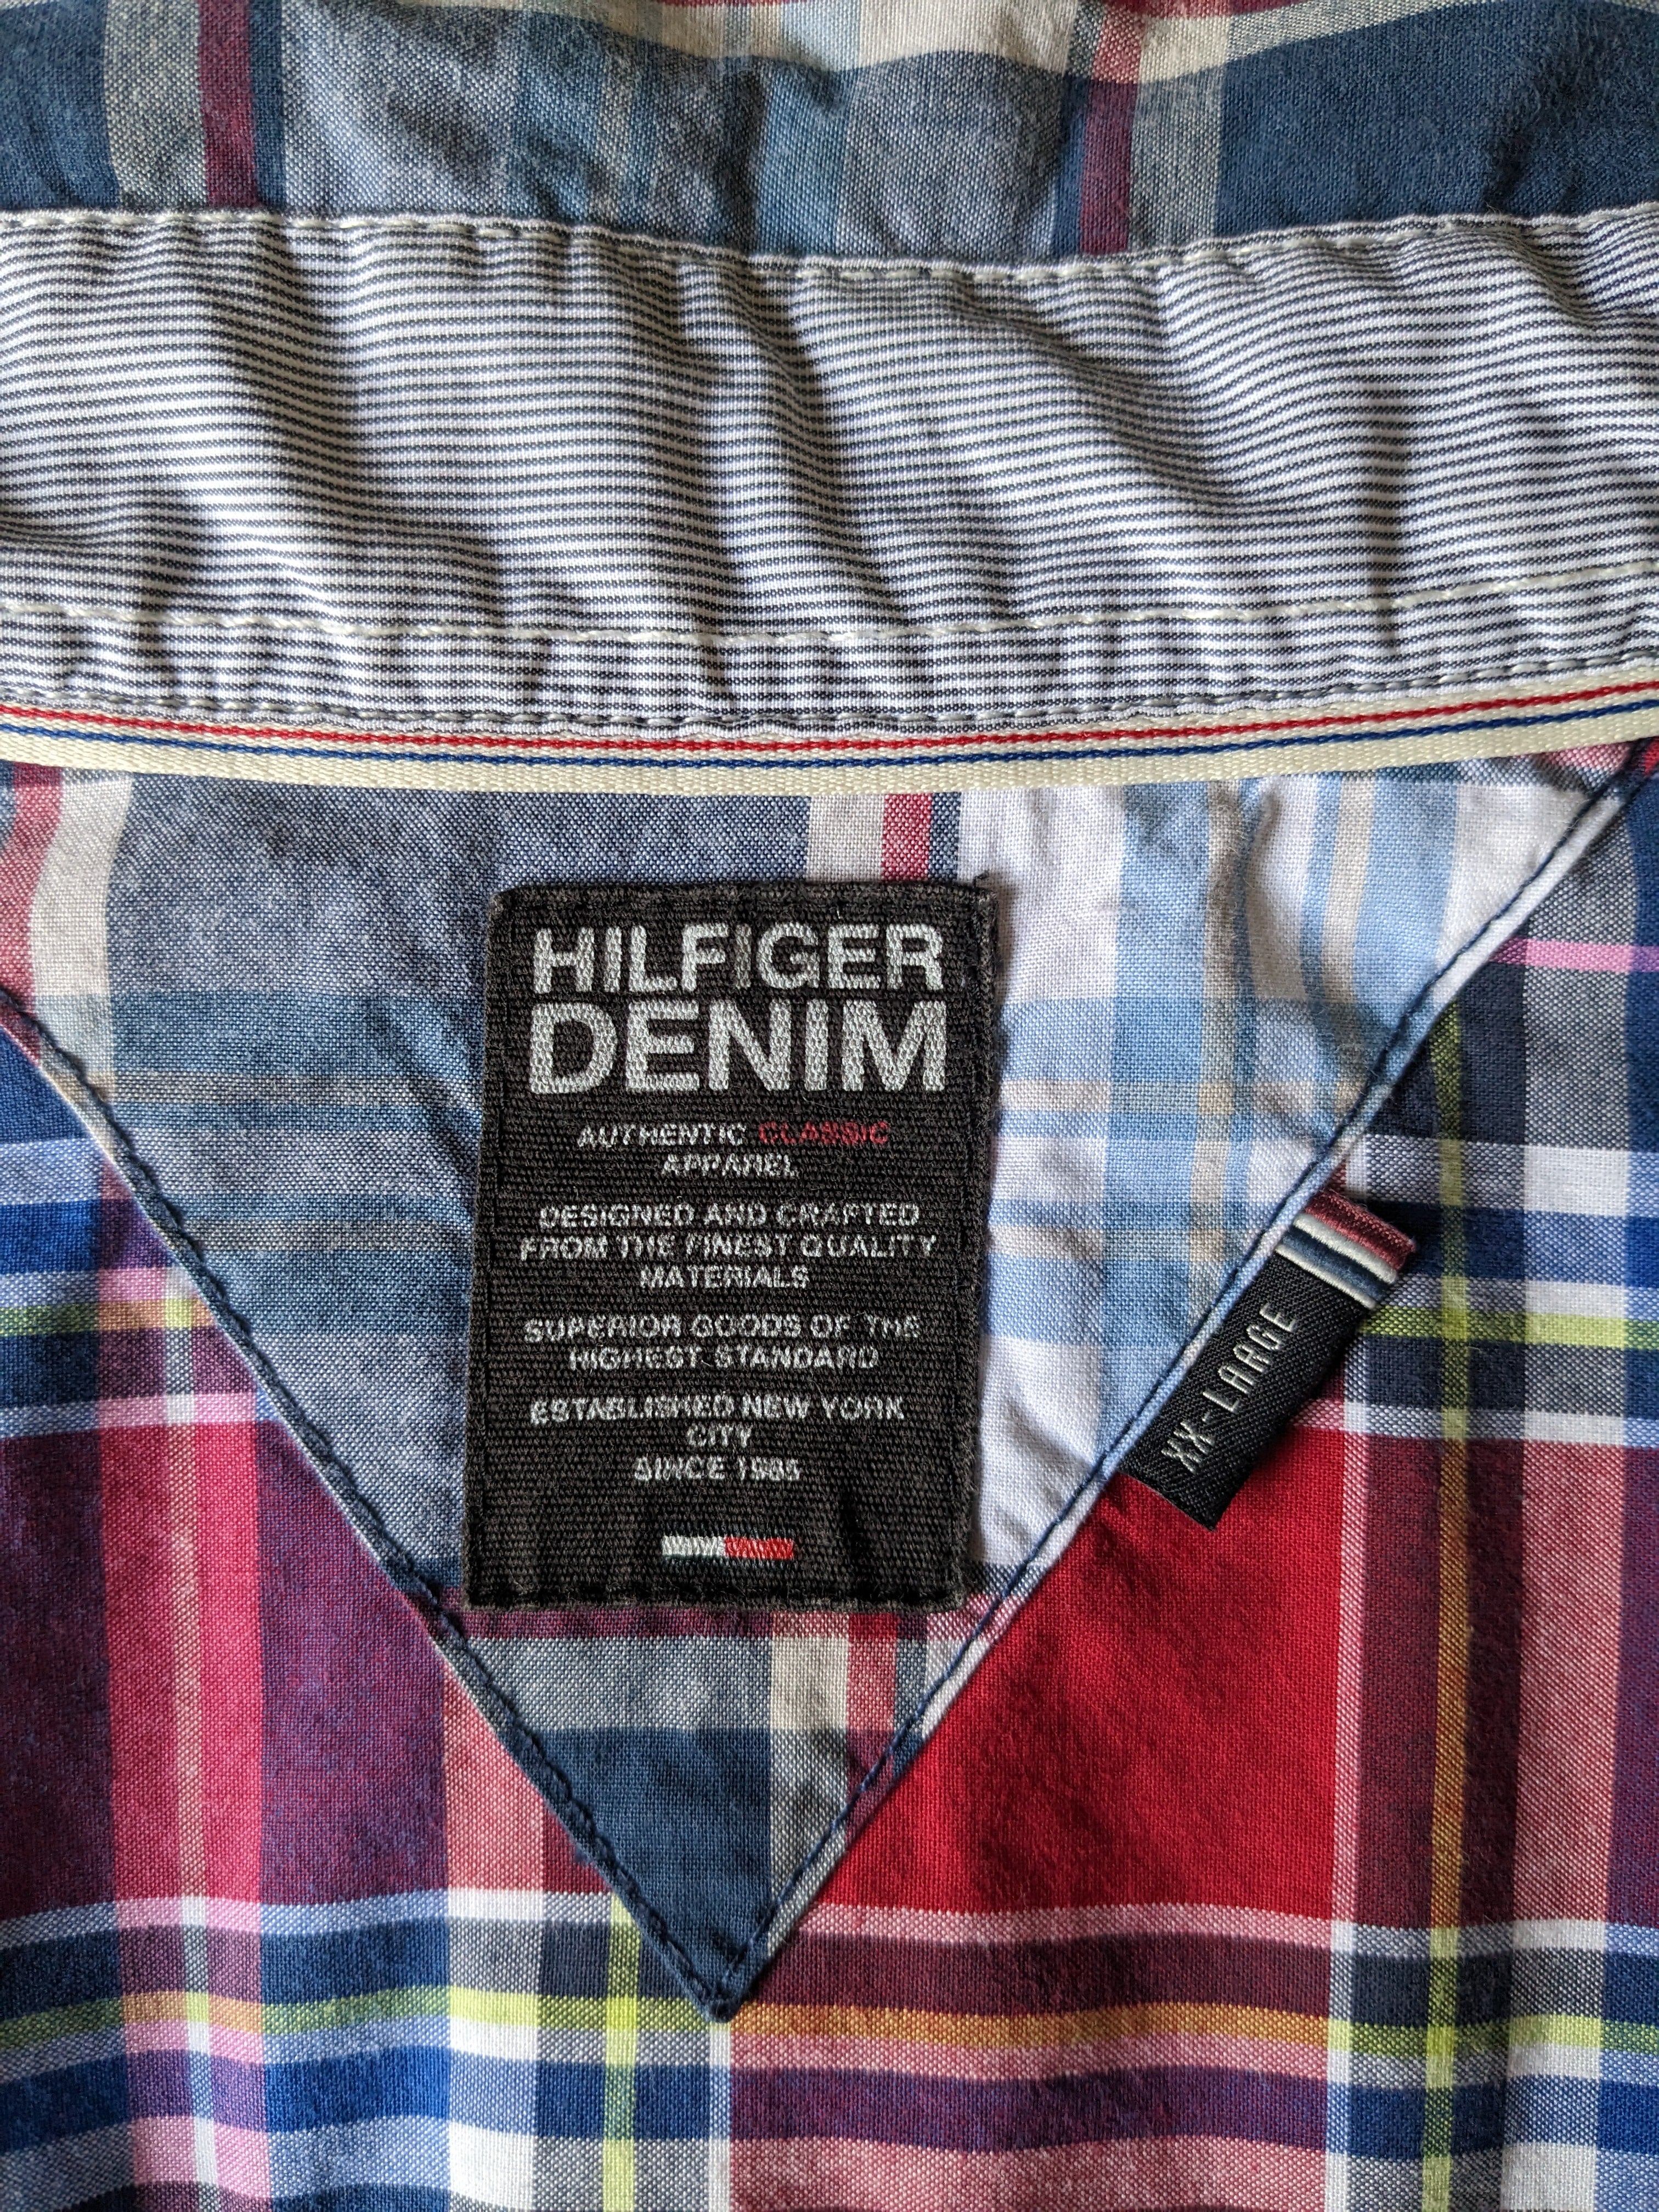 HILFIGER
DENIM
AUTHENTIC CLASSIC
APPAREL
DESIGNED AND CRAFTED
FROM THE FINEST QUALITY
MATERIALS
SUPERIOR GOODS OF THE
HIGHEST STANDARD
ESTABLISHED NEW YORK
CITY
SINCE 1985
XX-LARGE